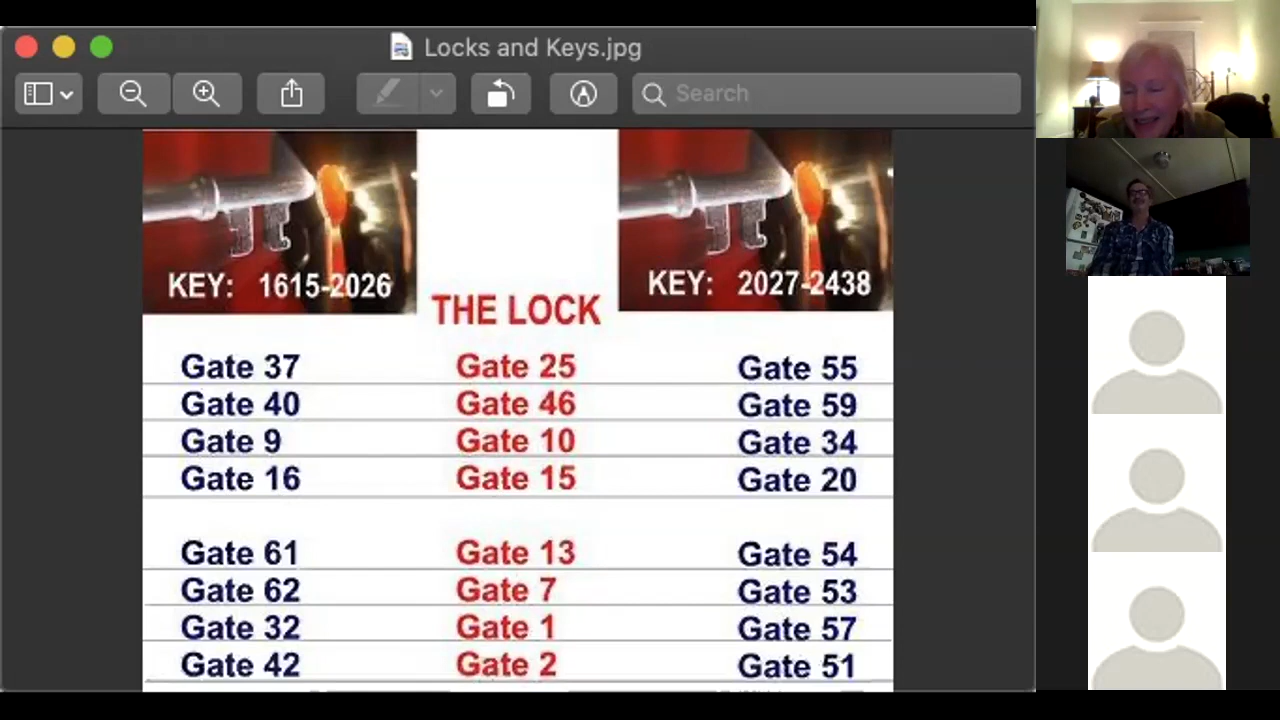 Locks and Keys.jpg
Search
KEY: 1615-2026
KEY: 2027-2438
THE LOCK
Gate 37 Gate 25 Gate 55
Gate 40 Gate 46 Gate 59
Gate 9 Gate 10 Gate 34
Gate 16 Gate 15 Gate 20
Gate 61 Gate 13 Gate 54
Gate 62 Gate 7 Gate 53
Gate 32 Gate 1 Gate 57
Gate 42 Gate 2 Gate 51